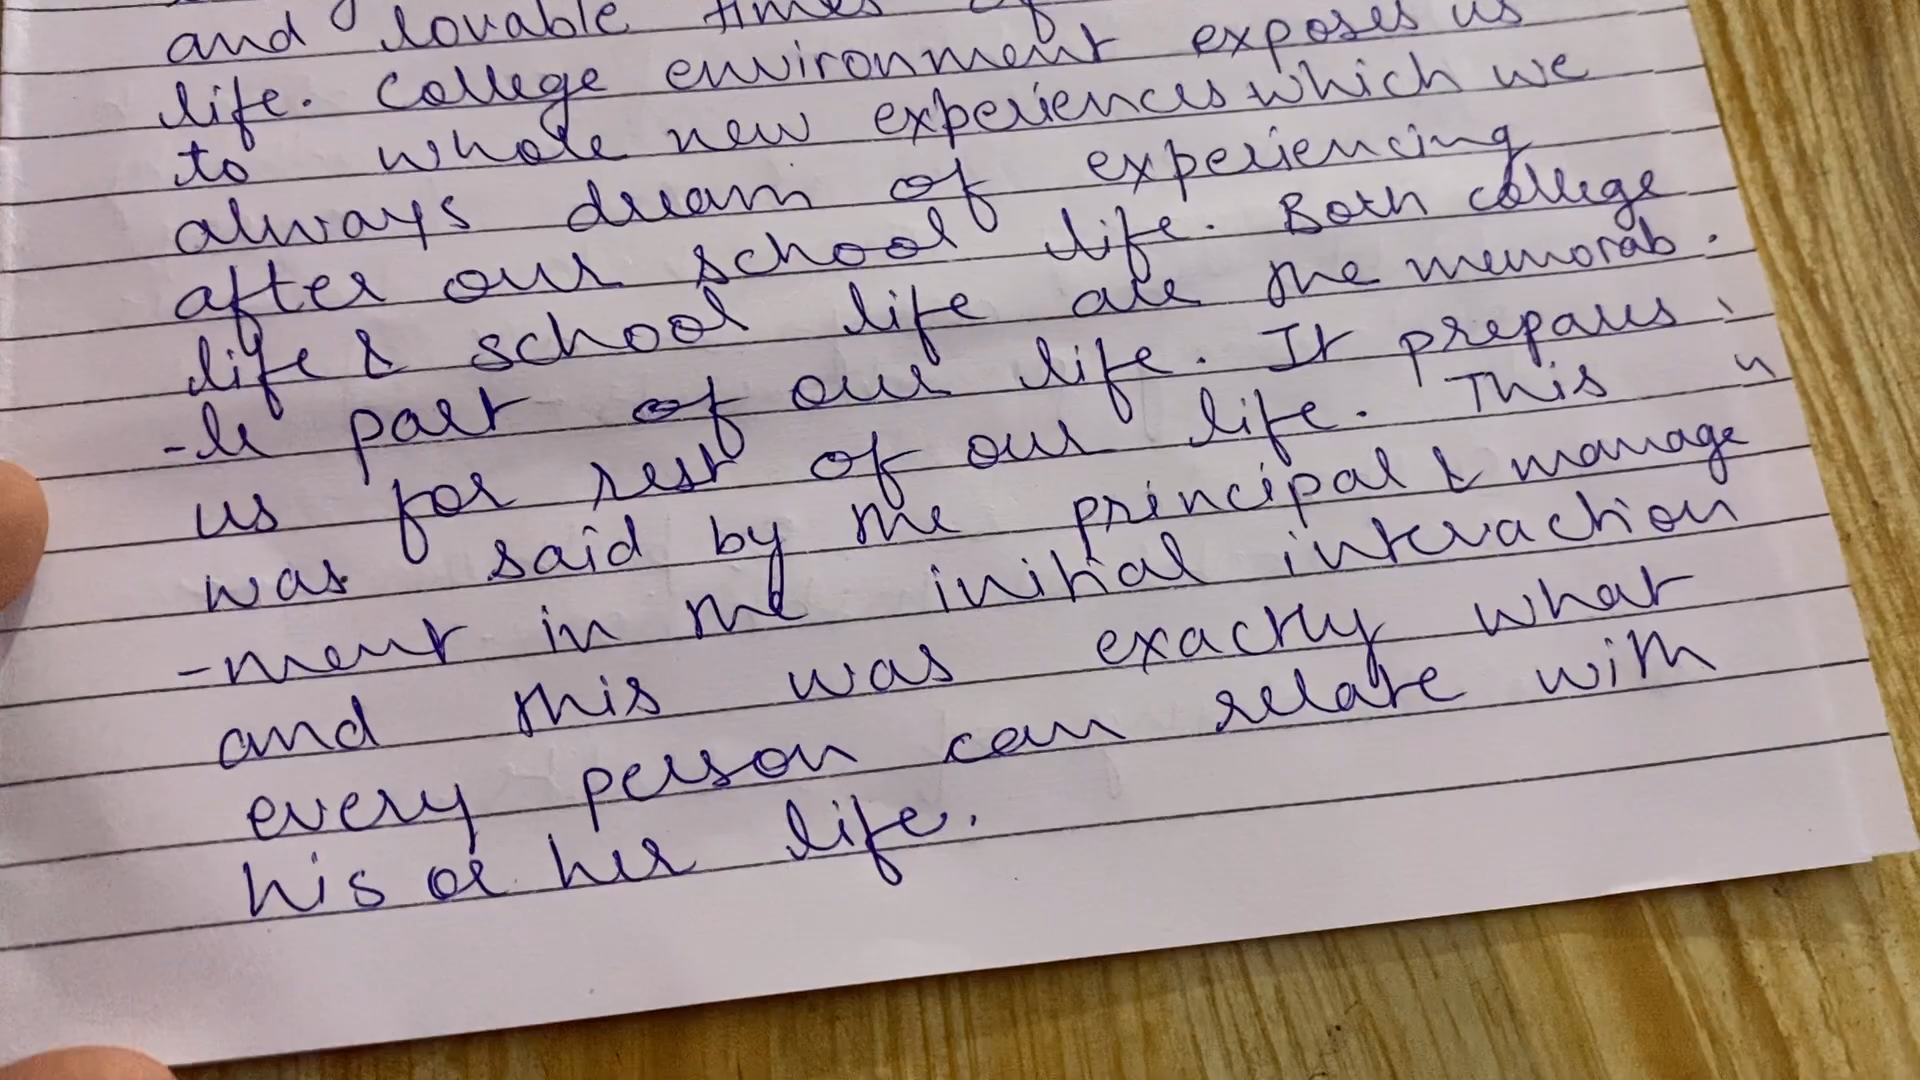 and lovable times of
life. College environment exposes us
to whole new experiences which we
always dream of experiencing
after our school life. Both college
life & school life are the memorab
-le part of our life. It prepares
us for rest of our life. This
was said by the principal & manage
-ment in the initial interaction
and this was exactly what
every person can relate with
his or her life.